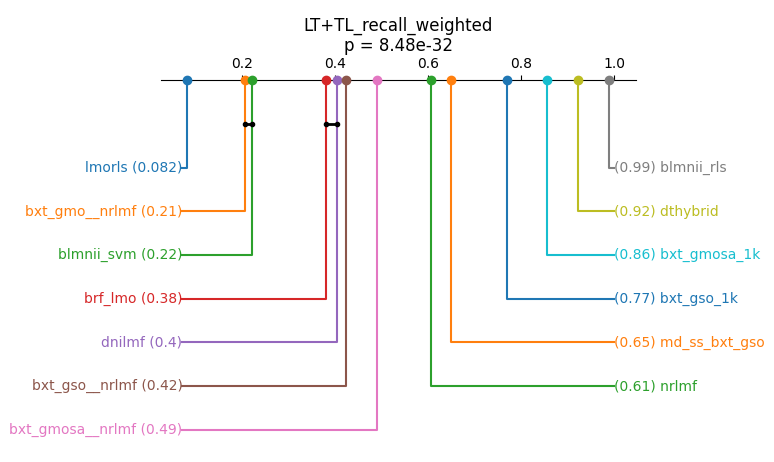 LT+TL_recall_weighted
p = 8.48e-32
0.2 0.4 0.6 0.8 1.0
lmorls (0.082) (0.99) blmnii_rls
bxt_gmo__nrlmf (0.21) (0.92) dthybrid
blmnii_svm (0.22) (0.86) bxt_gmosa_1k
brf_lmo (0.38) (0.77) bxt_gso_1k
dnilmf (0.4) (0.65) md_ss_bxt_gso
bxt_gso__nrlmf (0.42) (0.61) nrlmf
bxt_gmosa__nrlmf (0.49)